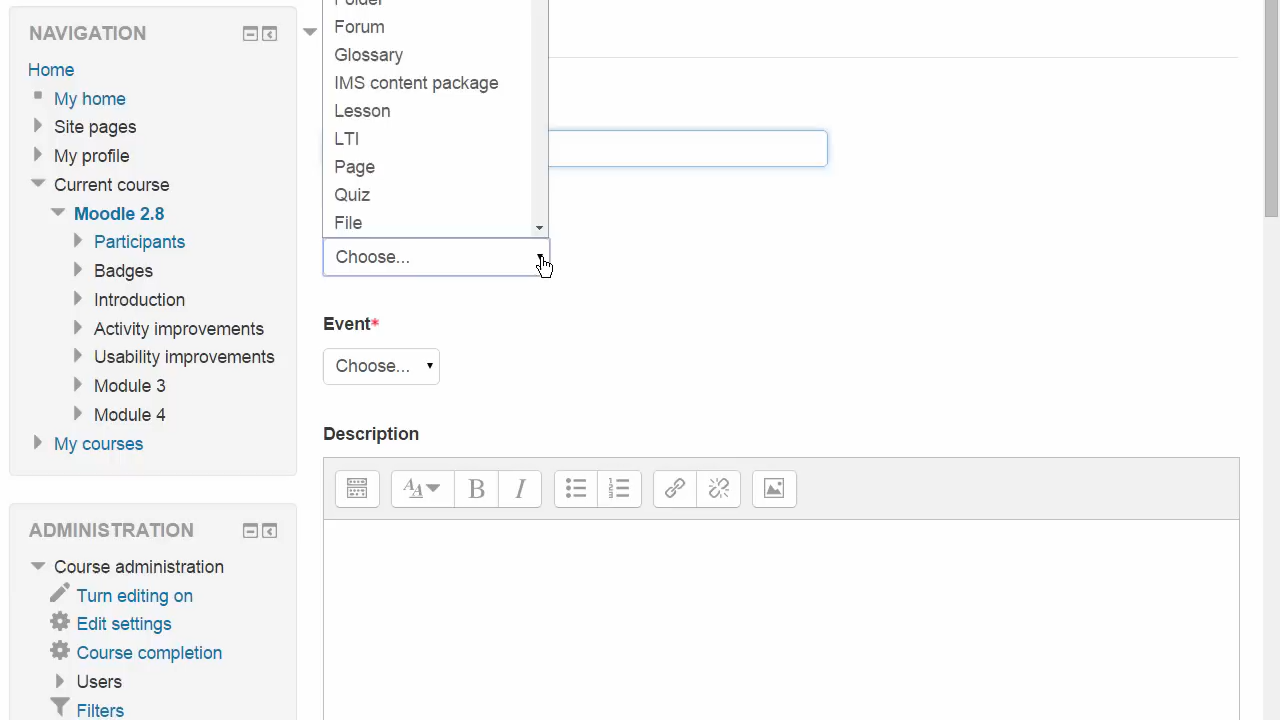 NAVIGATION
Home
My home
Site pages
My profile
Current course
Moodle 2.8
Participants
Badges
Introduction
Activity improvements
Usability improvements
Module 3
Module 4
My courses
ADMINISTRATION
Course administration
Turn editing on
Edit settings
Course completion
Users
Filters
Folder
Forum
Glossary
IMS content package
Lesson
LTI
Page
Quiz
File
Choose...
Event*
Choose...
Description
B
I